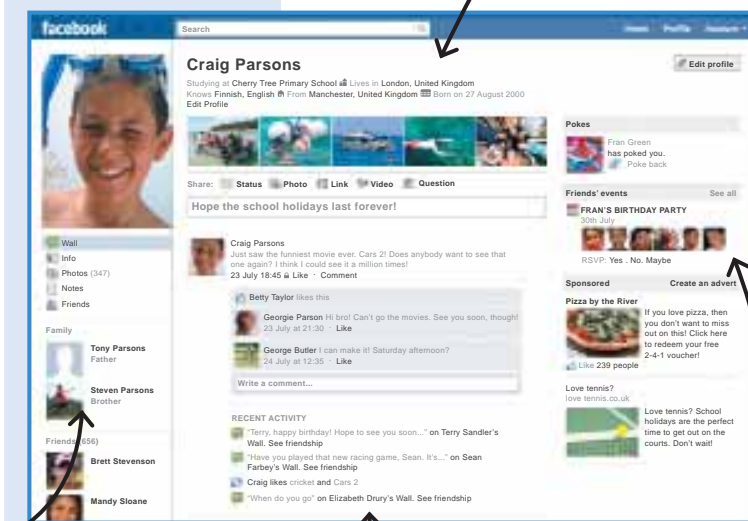 facebook
Search
Home Profile Account
Craig Parsons
Edit profile
Studying at Cherry Tree Primary School Lives in London, United Kingdom
Knows Finnish, English From Manchester, United Kingdom Born on 27 August 2000
Edit Profile
Share: Status Photo Link Video Question
Hope the school holidays last forever!
Wall
Info
Photos (347)
Notes
Friends
Family
Tony Parsons
Father
Steven Parsons
Brother
Friends (656)
Brett Stevenson
Mandy Sloane
Craig Parsons
Just saw the funniest movie ever. Cars 2! Does anybody want to see that
one again? I think I could see it a million times!
23 July 18:45 Like · Comment
Betty Taylor likes this
Georgie Parson Hi bro! Can't go the movies. See you soon, though!
23 July at 21:30 · Like
George Butler I can make it! Saturday afternoon?
24 July at 12:35 · Like
Write a comment...
RECENT ACTIVITY
"Terry, happy birthday! Hope to see you soon..." on Terry Sandler's
Wall. See friendship
"Have you played that new racing game, Sean. It's..." on Sean
Farbey's Wall. See friendship
Craig likes cricket and Cars 2
"When do you go" on Elizabeth Drury's Wall. See friendship
Pokes
Fran Green
has poked you.
Poke back
Friends' events See all
FRAN'S BIRTHDAY PARTY
30th July
RSVP: Yes . No. Maybe
Sponsored Create an advert
Pizza by the River
If you love pizza, then
you don't want to miss
out on this! Click here
to redeem your free
2-4-1 voucher!
Like 239 people
Love tennis?
love tennis.co.uk
Love tennis? School
holidays are the perfect
time to get out on the
courts. Don't wait!